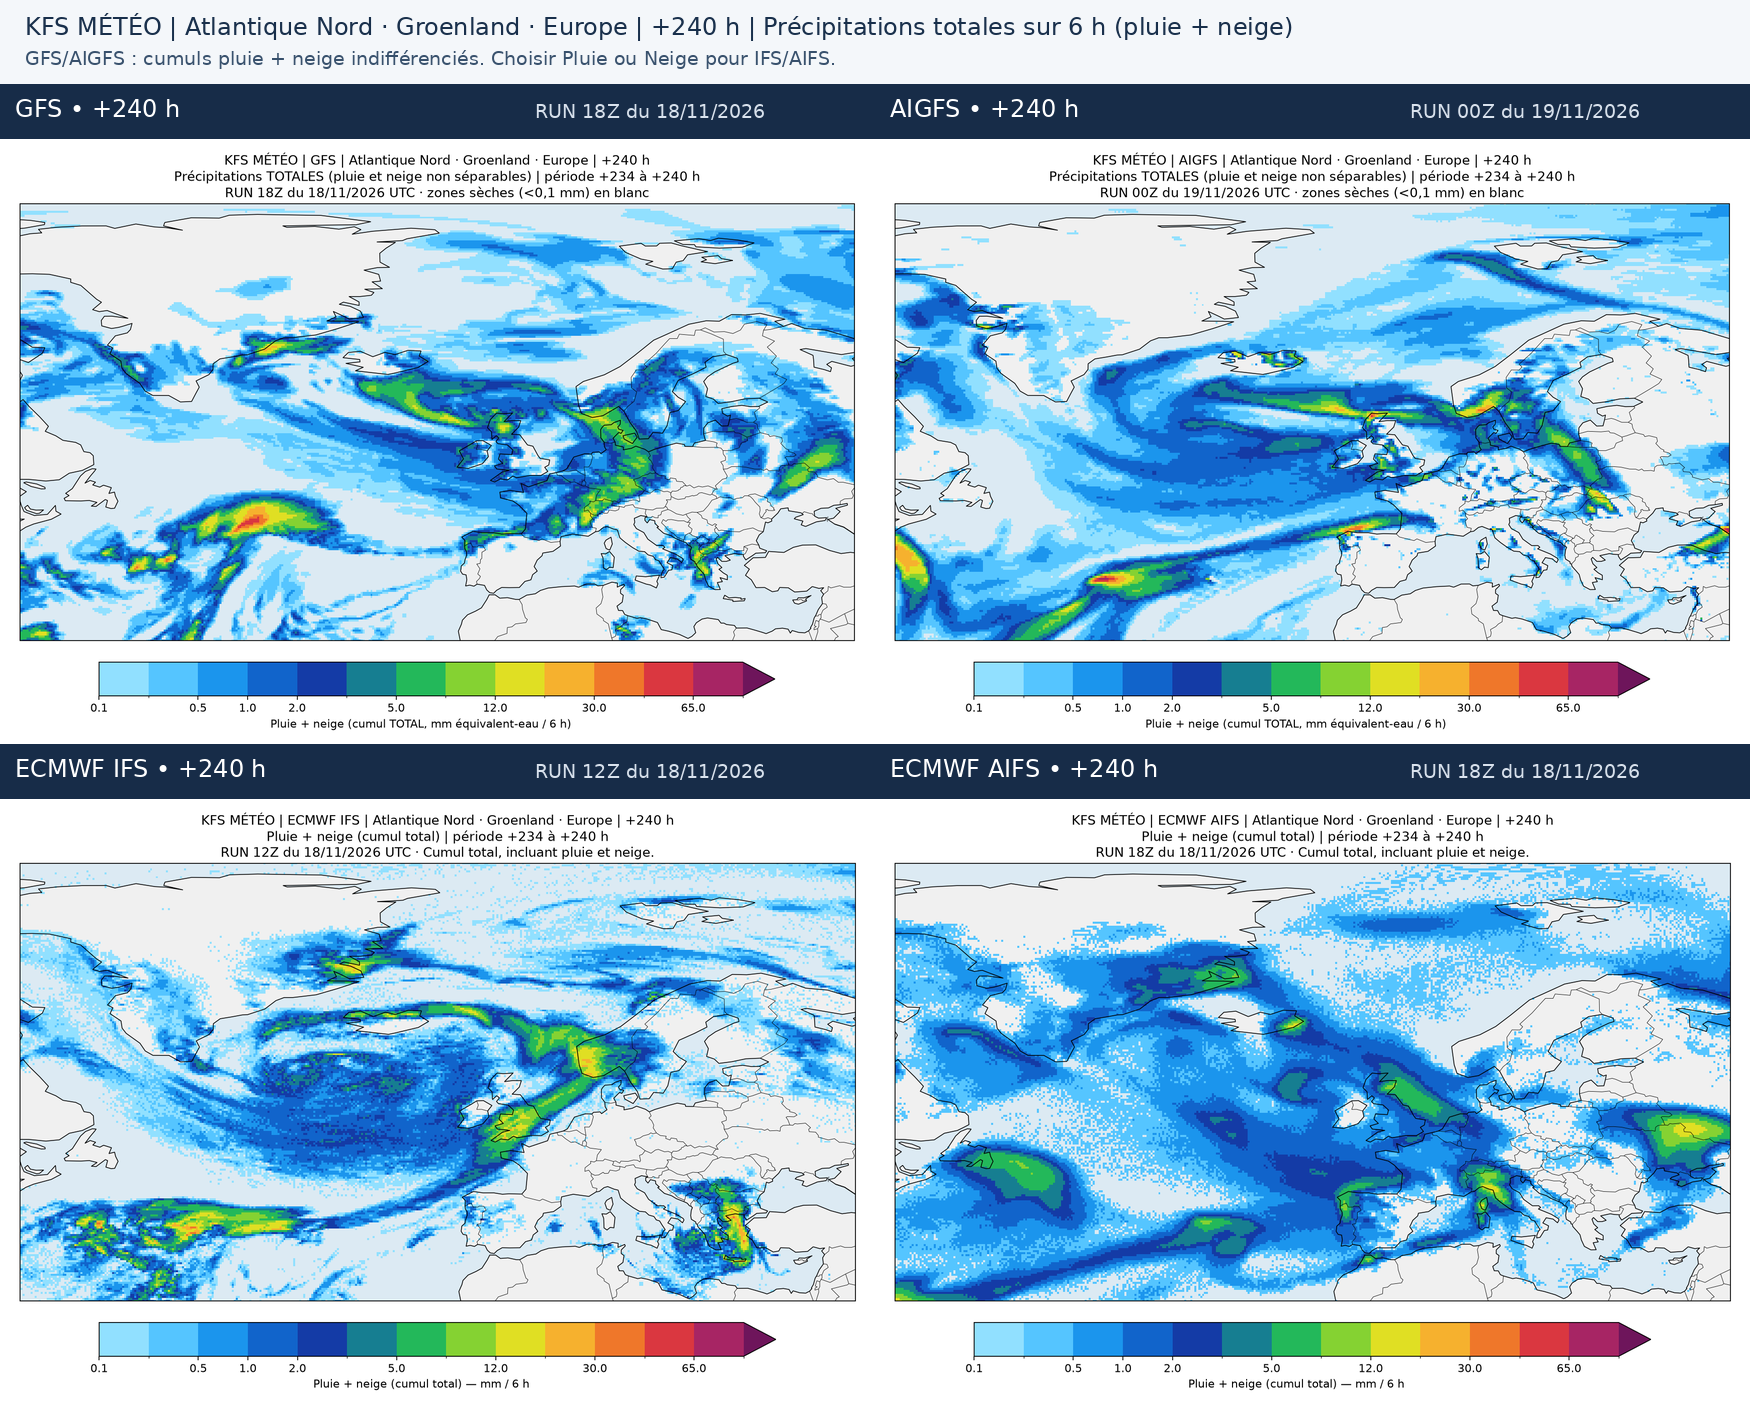 KFS MÉTÉO | Atlantique Nord · Groenland · Europe | +240 h | Précipitations totales sur 6 h (pluie + neige)
GFS/AIGFS : cumuls pluie + neige indifférenciés. Choisir Pluie ou Neige pour IFS/AIFS.
GFS • +240 h RUN 18Z du 18/11/2026
KFS MÉTÉO | GFS | Atlantique Nord · Groenland · Europe | +240 h
Précipitations TOTALES (pluie et neige non séparables) | période +234 à +240 h
RUN 18Z du 18/11/2026 UTC · zones sèches (<0,1 mm) en blanc
0.1 0.5 1.0 2.0 5.0 12.0 30.0 65.0
Pluie + neige (cumul TOTAL, mm équivalent-eau / 6 h)
AIGFS • +240 h RUN 00Z du 19/11/2026
KFS MÉTÉO | AIGFS | Atlantique Nord · Groenland · Europe | +240 h
Précipitations TOTALES (pluie et neige non séparables) | période +234 à +240 h
RUN 00Z du 19/11/2026 UTC · zones sèches (<0,1 mm) en blanc
0.1 0.5 1.0 2.0 5.0 12.0 30.0 65.0
Pluie + neige (cumul TOTAL, mm équivalent-eau / 6 h)
ECMWF IFS • +240 h RUN 12Z du 18/11/2026
KFS MÉTÉO | ECMWF IFS | Atlantique Nord · Groenland · Europe | +240 h
Pluie + neige (cumul total) | période +234 à +240 h
RUN 12Z du 18/11/2026 UTC · Cumul total, incluant pluie et neige.
0.1 0.5 1.0 2.0 5.0 12.0 30.0 65.0
Pluie + neige (cumul total) — mm / 6 h
ECMWF AIFS • +240 h RUN 18Z du 18/11/2026
KFS MÉTÉO | ECMWF AIFS | Atlantique Nord · Groenland · Europe | +240 h
Pluie + neige (cumul total) | période +234 à +240 h
RUN 18Z du 18/11/2026 UTC · Cumul total, incluant pluie et neige.
0.1 0.5 1.0 2.0 5.0 12.0 30.0 65.0
Pluie + neige (cumul total) — mm / 6 h